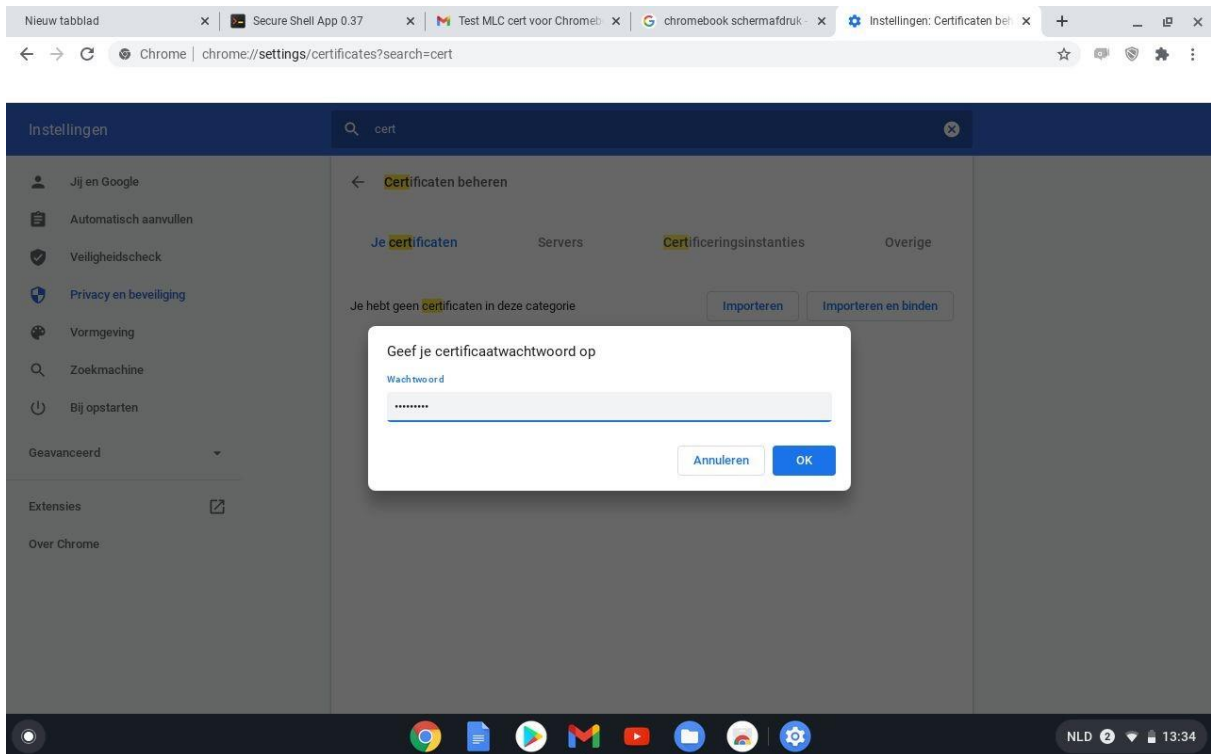 Nieuw tabblad
Secure Shell App 0.37
Test MLC cert voor Chromeb
chromebook schermafdruk -
Instellingen: Certificaten beh
Chrome | chrome://settings/certificates?search=cert
Instellingen
cert
Jij en Google
Certificaten beheren
Automatisch aanvullen
Je certificaten
Servers
Certificeringsinstanties
Overige
Veiligheidscheck
Privacy en beveiliging
Je hebt geen certificaten in deze categorie
Importeren
Importeren en binden
Vormgeving
Geef je certificaatwachtwoord op
Zoekmachine
Wachtwoord
•••••••••
Bij opstarten
Geavanceerd
Annuleren
OK
Extensies
Over Chrome
NLD 2 13:34